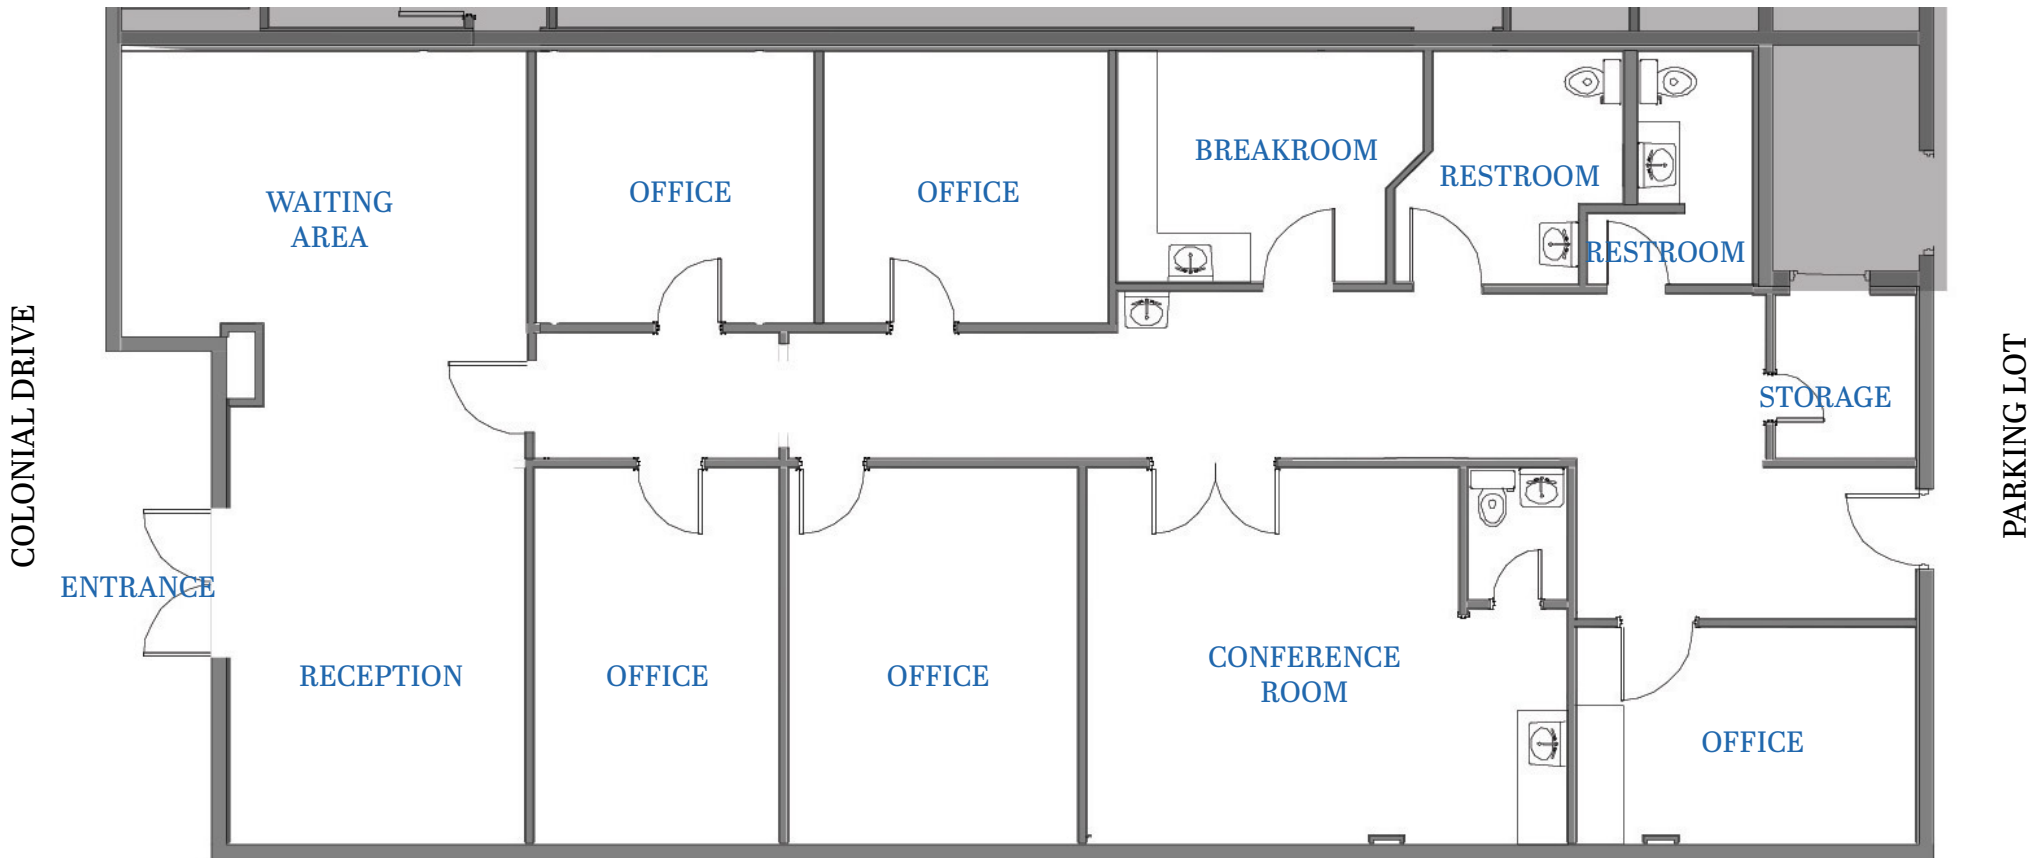 WAITING
AREA
OFFICE
OFFICE
BREAKROOM
RESTROOM
RESTROOM
STORAGE
COLONIAL DRIVE
PARKING LOT
ENTRANCE
RECEPTION
OFFICE
OFFICE
CONFERENCE
ROOM
OFFICE